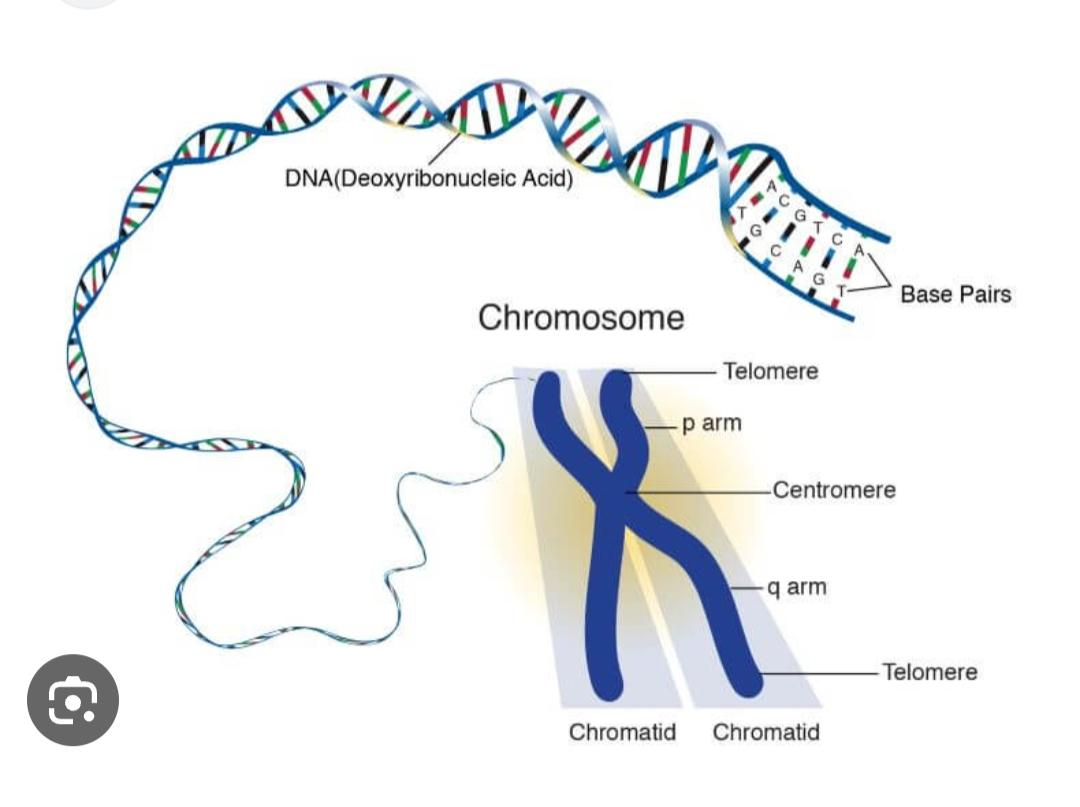 DNA(Deoxyribonucleic Acid)
A
C
G
T
C
A
T
G
C
A
G
T
Base Pairs
Chromosome
Telomere
p arm
Centromere
q arm
Telomere
Chromatid Chromatid